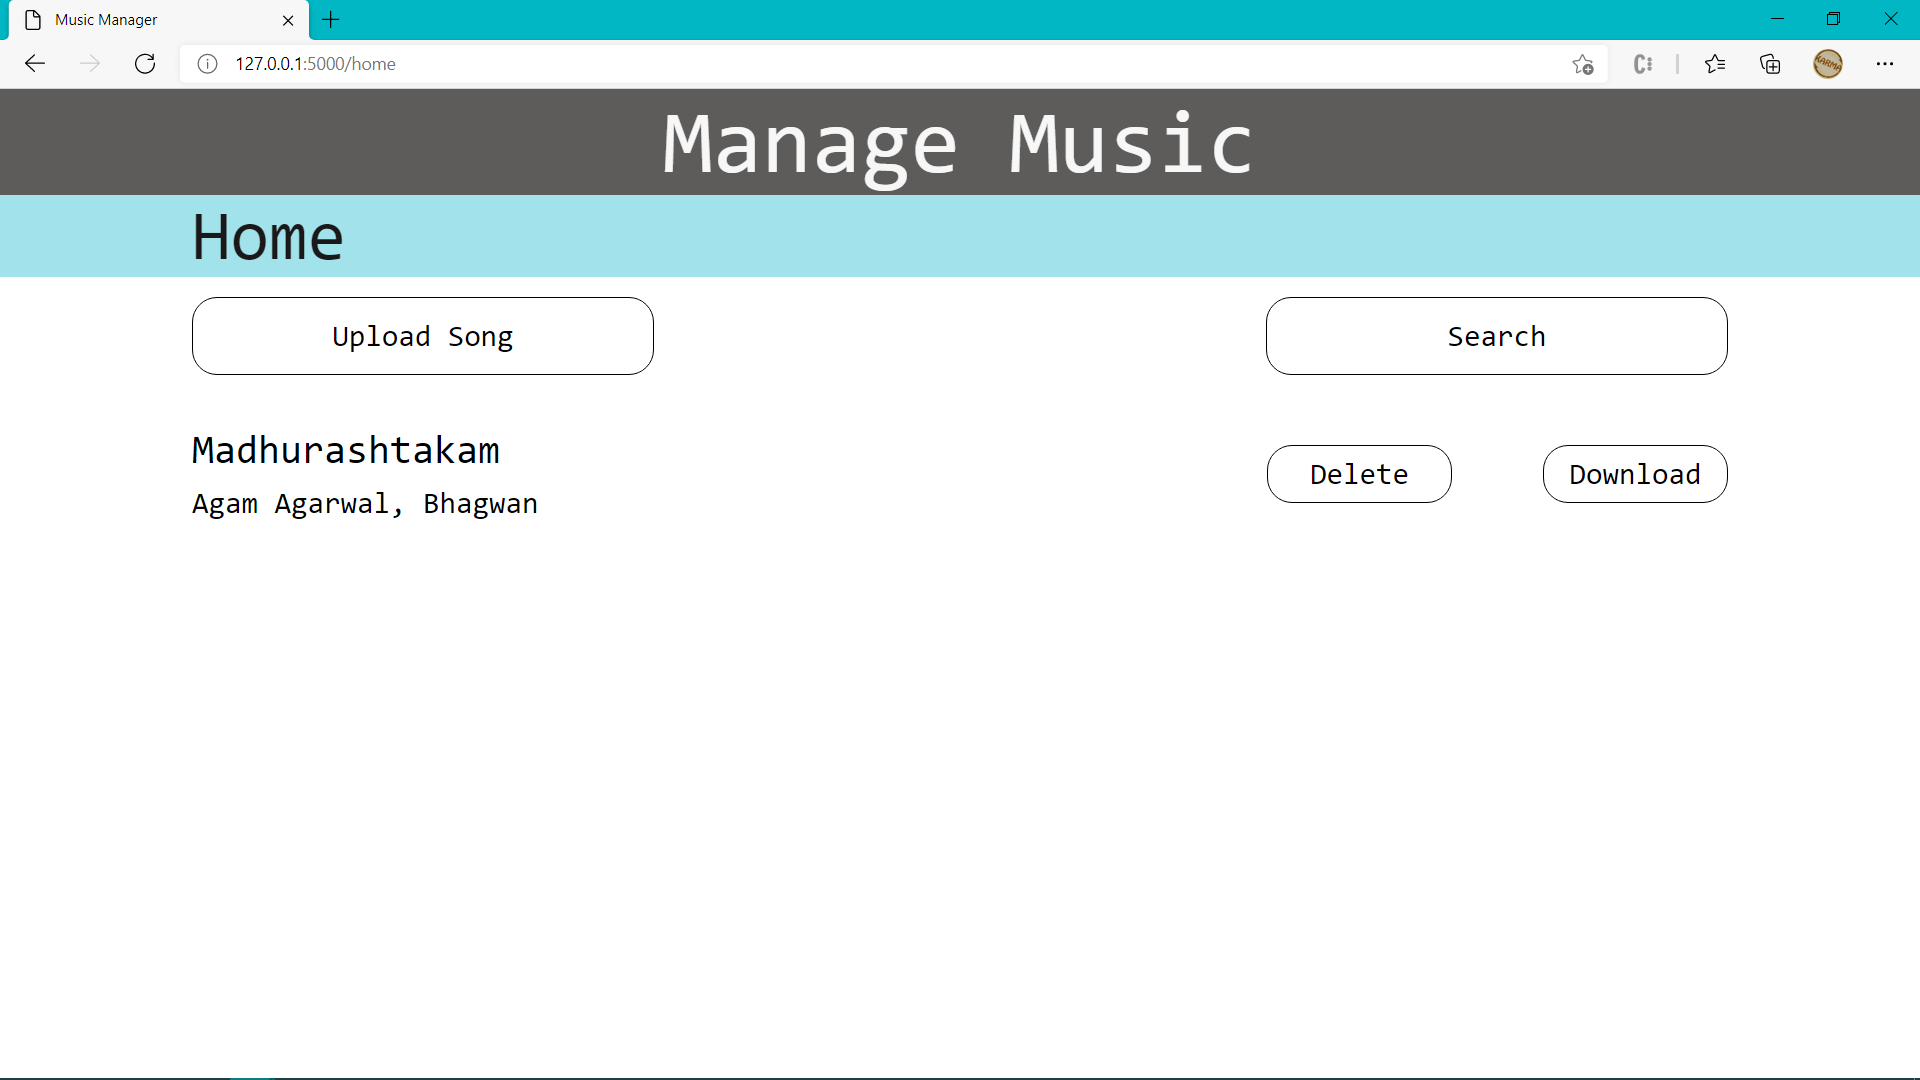 Music Manager
127.0.0.1:5000/home
KARMA
Manage Music
Home
Upload Song
Search
Madhurashtakam
Delete
Download
Agam Agarwal, Bhagwan